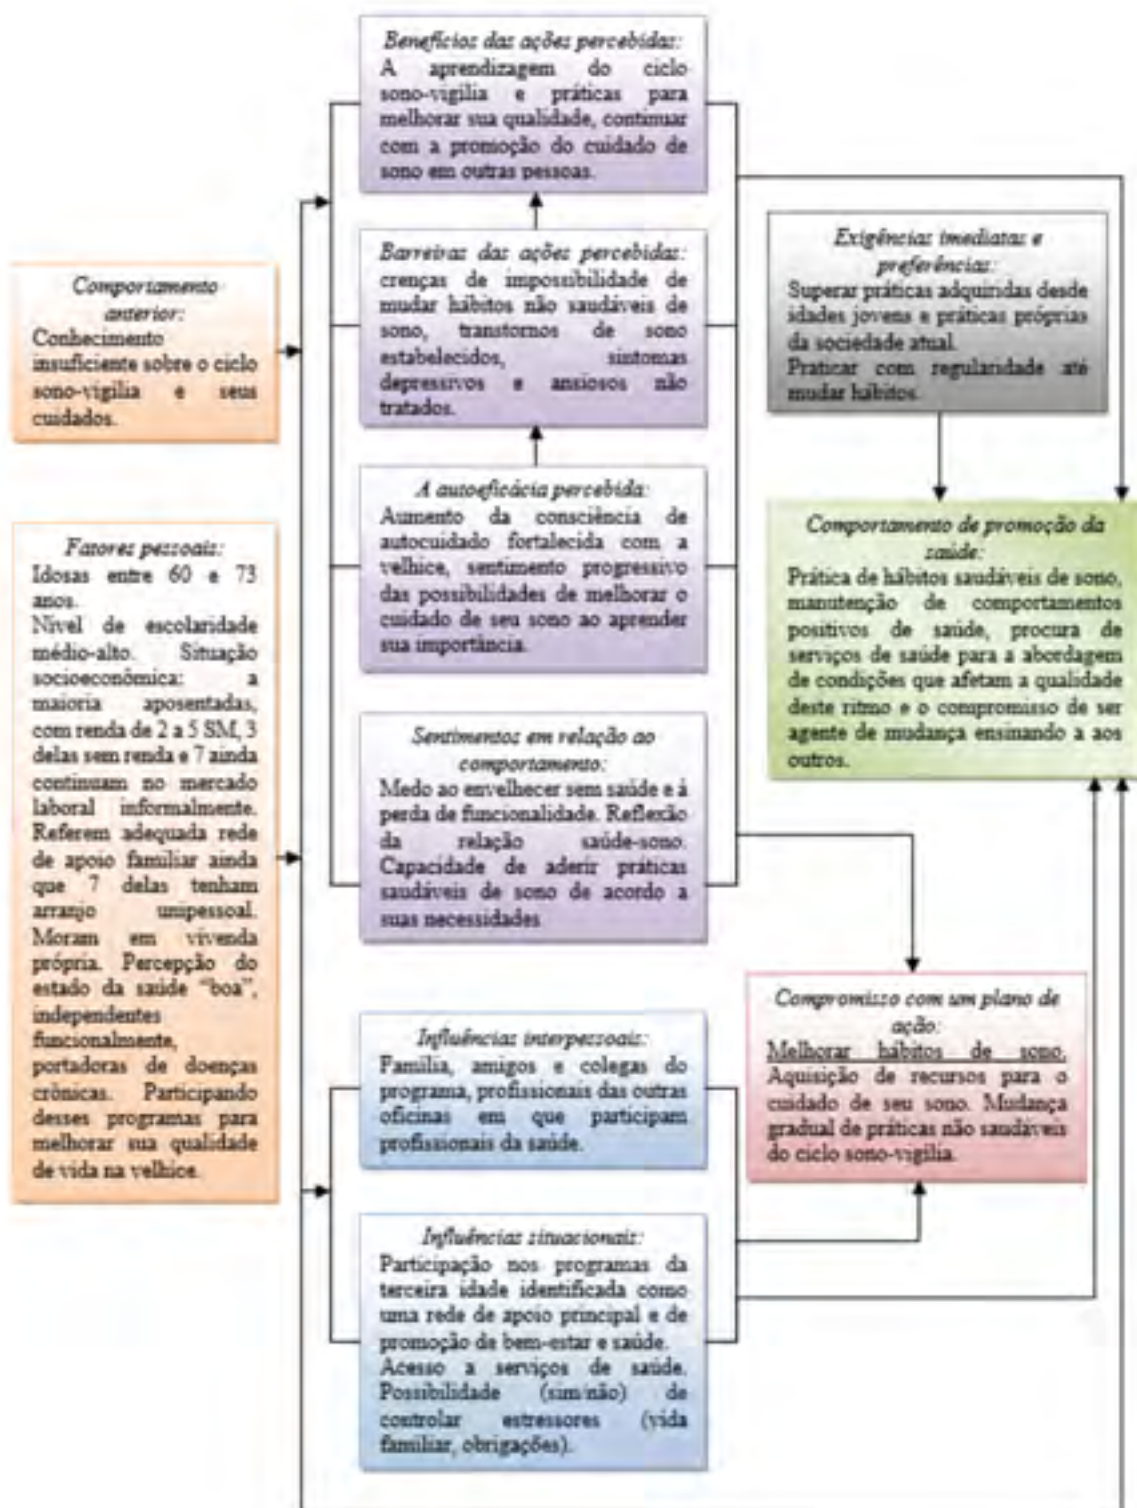 Benefícios das ações percebidas:
A aprendizagem do ciclo
sono-vigília e práticas para
melhorar sua qualidade, continuar
com a promoção do cuidado de
sono em outras pessoas.
Barreiras das ações percebidas:
crenças de impossibilidade de
mudar hábitos não saudáveis de
sono, transtornos de sono
estabelecidos, sintomas
depressivos e ansiosos não
tratados.
A autoeficácia percebida:
Aumento da consciência de
autocuidado fortalecida com a
velhice, sentimento progressivo
das possibilidades de melhorar o
cuidado de seu sono ao aprender
sua importância.
Sentimentos em relação ao
comportamento:
Medo ao envelhecer sem saúde e á
perda de funcionalidade. Reflexão
da relação saúde-sono.
Capacidade de aderir práticas
saudáveis de sono de acordo a
suas necessidades
Influências interpessoais:
Família, amigos e colegas do
programa, profissionais das outras
oficinas em que participam
profissionais da saúde.
Influências situacionais:
Participação nos programas da
terceira idade identificada como
uma rede de apoio principal e de
promoção de bem-estar e saúde.
Acesso a serviços de saúde.
Possibilidade (sim/não) de
controlar estressores (vida
familiar, obrigações).
Comportamento
anterior:
Conhecimento
insuficiente sobre o ciclo
sono-vigília e seus
cuidados.
Fatores pessoais:
Idosas entre 60 e 73
anos.
Nível de escolaridade
médio-alto. Situação
socioeconômica: a
maioria aposentadas,
com renda de 2 a 5 SM, 3
delas sem renda e 7 ainda
continuam no mercado
laboral informalmente.
Referem adequada rede
de apoio familiar ainda
que 7 delas tenham
arranjo unipessoal.
Moram em vivenda
própria. Percepção do
estado da saúde “boa”,
independentes
funcionalmente,
portadoras de doenças
crônicas. Participando
desses programas para
melhorar sua qualidade
de vida na velhice.
Exigências imediatas e
preferências:
Superar práticas adquiridas desde
idades jovens e práticas próprias
da sociedade atual.
Praticar com regularidade até
mudar hábitos.
Comportamento de promoção da
saúde:
Prática de hábitos saudáveis de sono,
manutenção de comportamentos
positivos de saúde, procura de
serviços de saúde para a abordagem
de condições que afetam a qualidade
deste ritmo e o compromisso de ser
agente de mudança ensinando a aos
outros.
Compromisso com um plano de
ação:
Melhorar hábitos de sono.
Aquisição de recursos para o
cuidado de seu sono. Mudança
gradual de práticas não saudáveis
do ciclo sono-vigília.